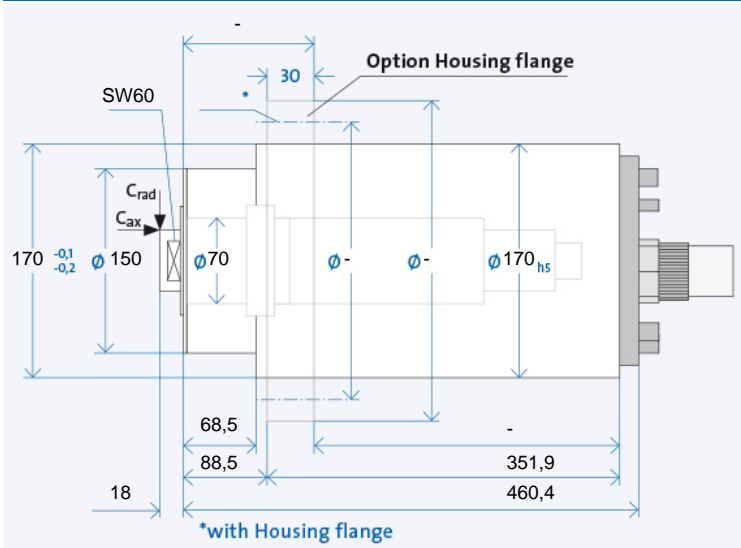 -
Option Housing flange
30
SW60
*
Crad
Cax
170 -0,1 -0,2
Ø 150
Ø70
Ø-
Ø-
Ø170 h5
68,5
-
88,5
351,9
18
460,4
*with Housing flange